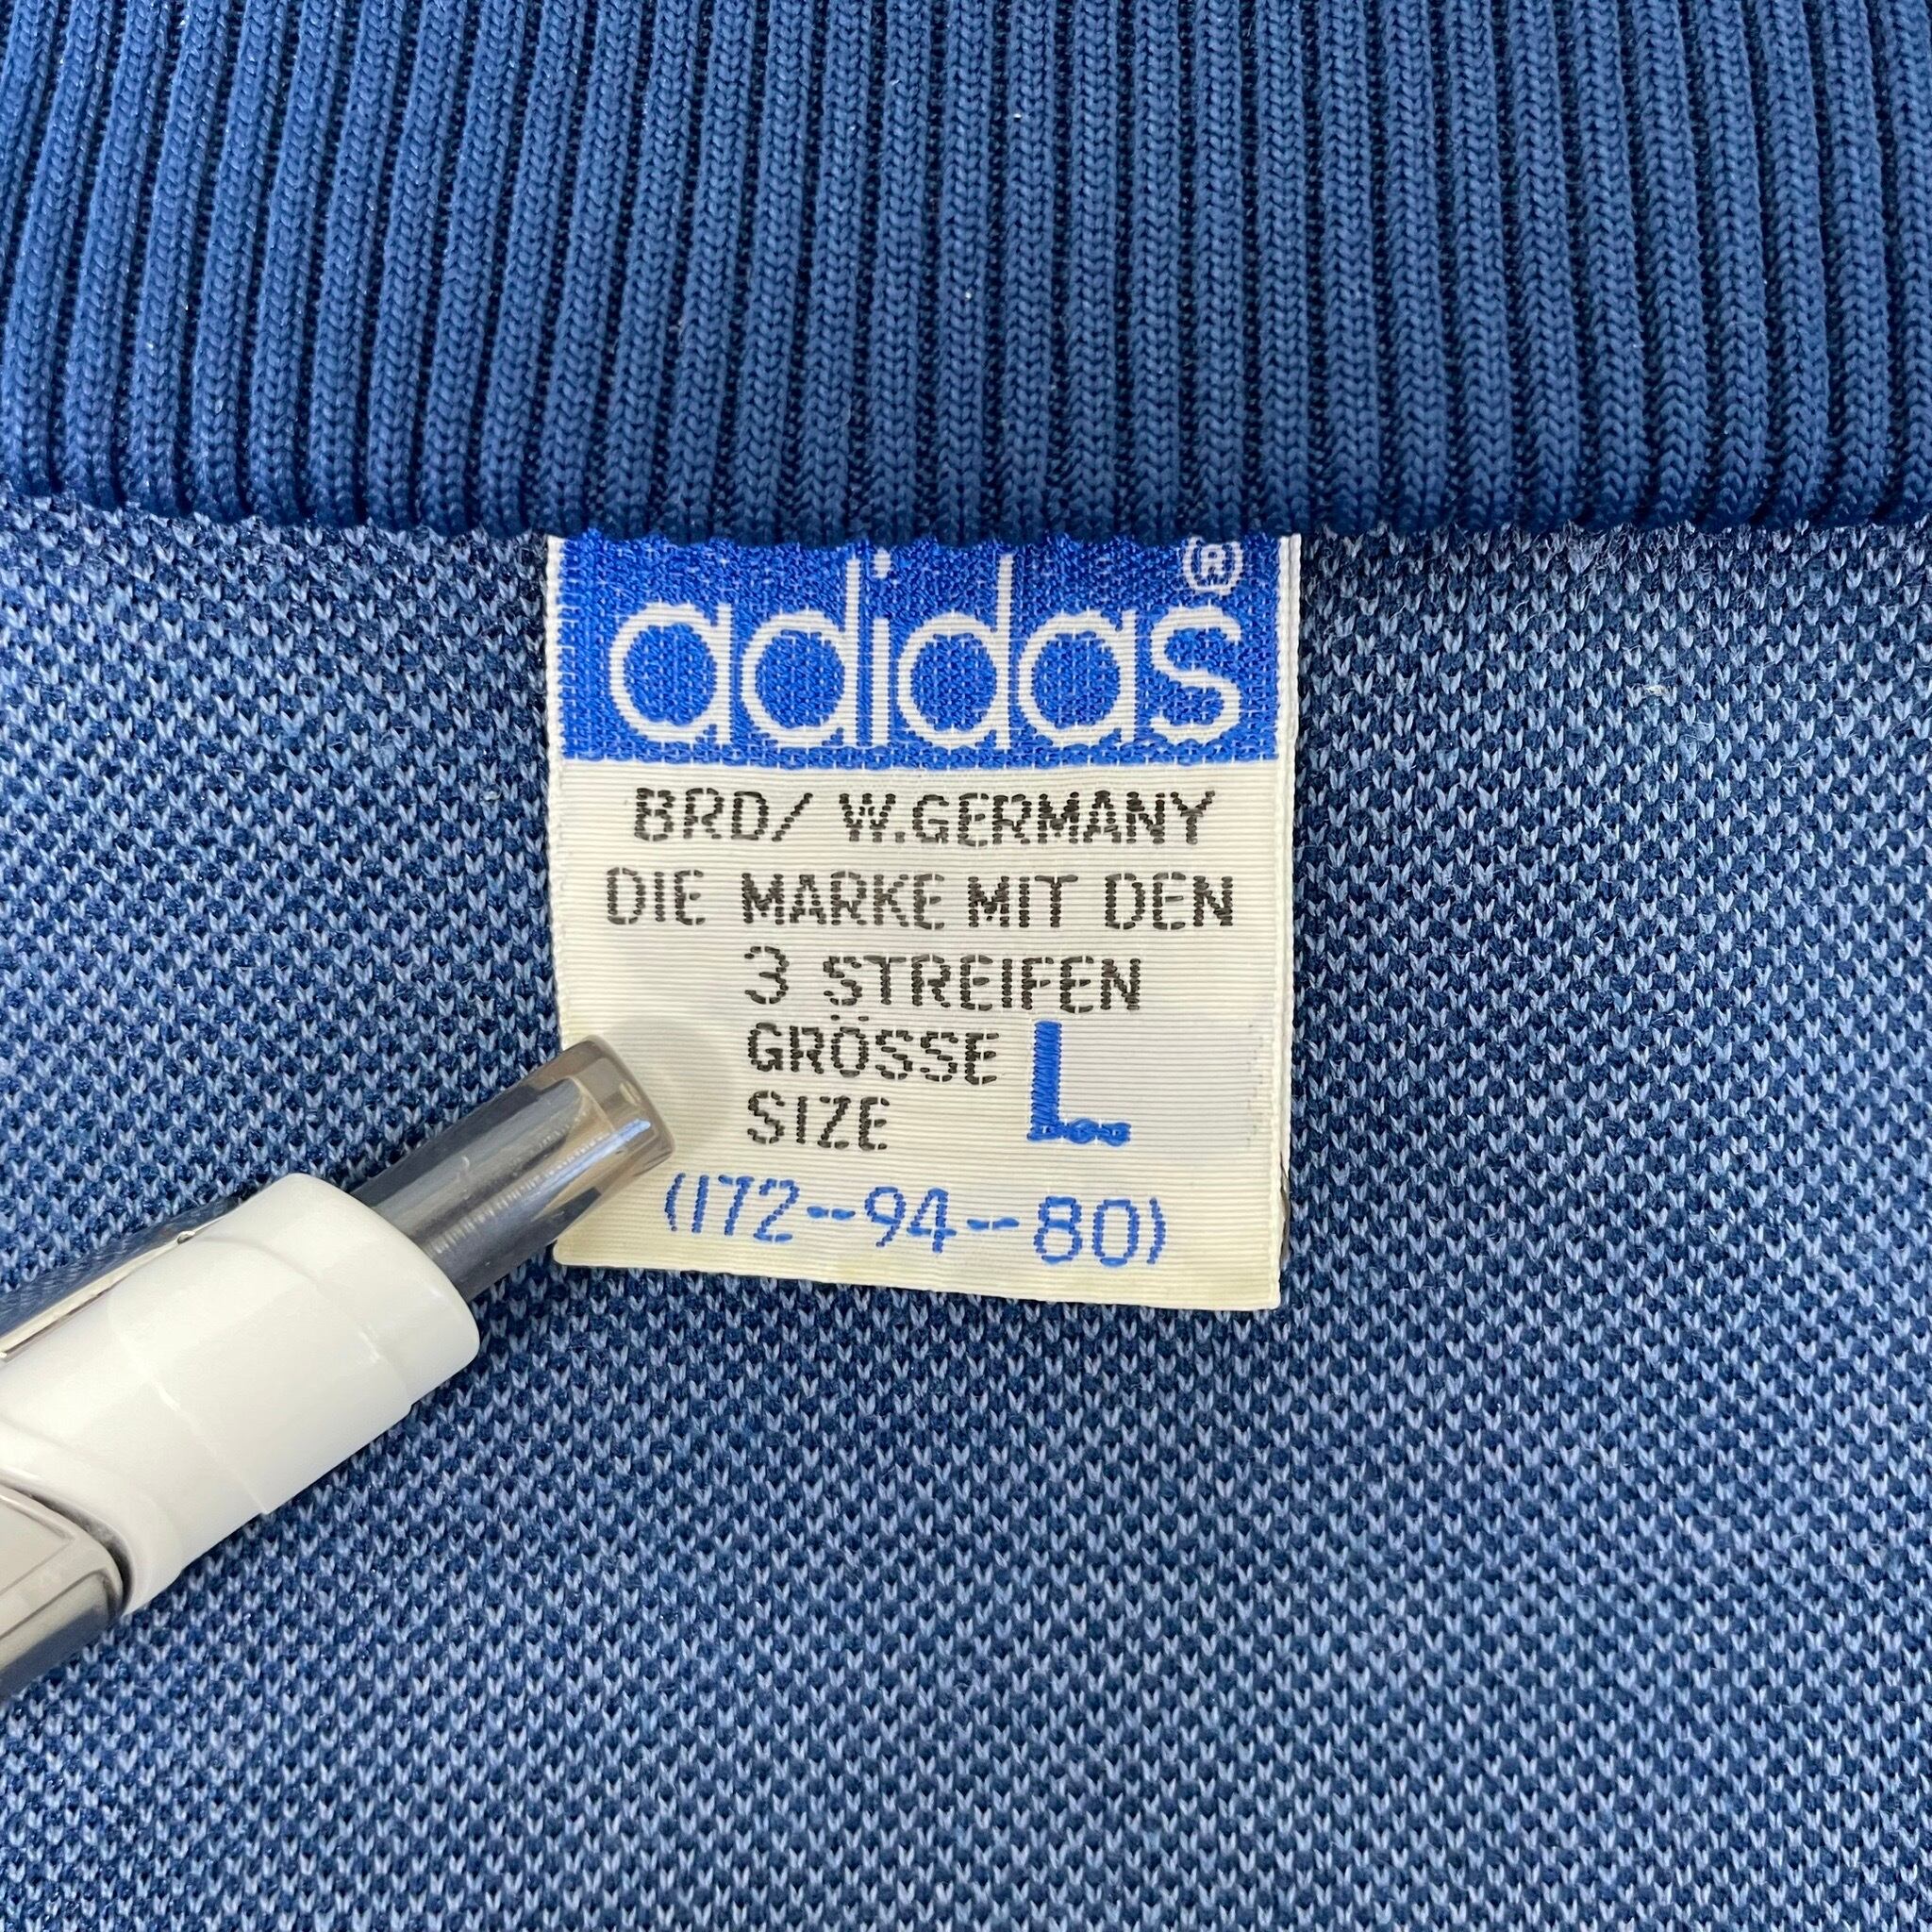 adidas®
BRD/ W.GERMANY
DIE MARKE MIT DEN
3 STREIFEN
GRÖSSE L
SIZE
(172--94--80)